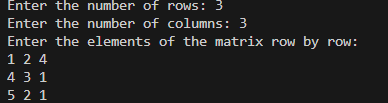 Enter the number of rows: 3
Enter the number of columns: 3
Enter the elements of the matrix row by row:
1 2 4
4 3 1
5 2 1